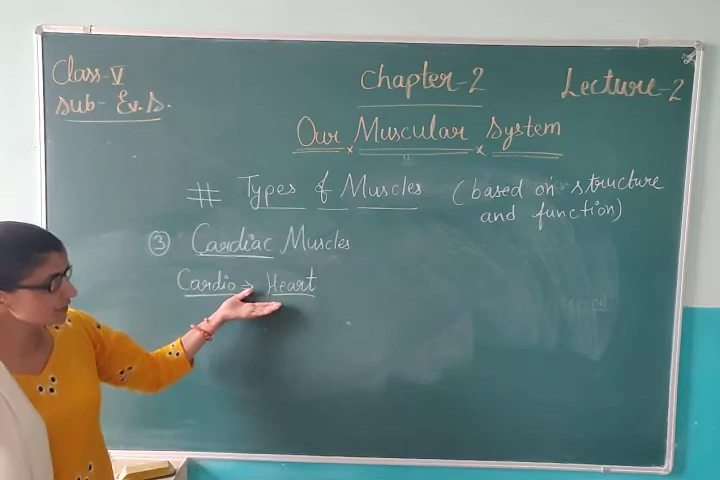 Class-V
Sub- Ev.S.
Chapter-2
Lecture-2
Our Muscular System
# Types of Muscles (based on structure
and function)
③ Cardiac Muscles
Cardio → Heart